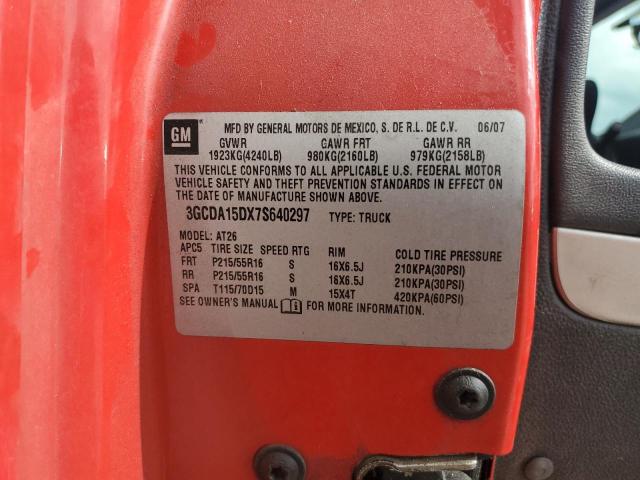 GM
MFD BY GENERAL MOTORS DE MEXICO, S. DE R.L. DE C.V. 06/07
GVWR GAWR FRT GAWR RR
1923KG(4240LB) 980KG(2160LB) 979KG(2158LB)
THIS VEHICLE CONFORMS TO ALL APPLICABLE U.S. FEDERAL MOTOR
VEHICLE SAFETY AND THEFT PREVENTION STANDARDS IN EFFECT ON
THE DATE OF MANUFACTURE SHOWN ABOVE.
3GCDA15DX7S640297 TYPE: TRUCK
MODEL: AT26
APC5 TIRE SIZE SPEED RTG RIM COLD TIRE PRESSURE
FRT P215/55R16 S 16X6.5J 210KPA(30PSI)
RR P215/55R16 S 16X6.5J 210KPA(30PSI)
SPA T115/70D15 M 15X4T 420KPA(60PSI)
SEE OWNER'S MANUAL FOR MORE INFORMATION.